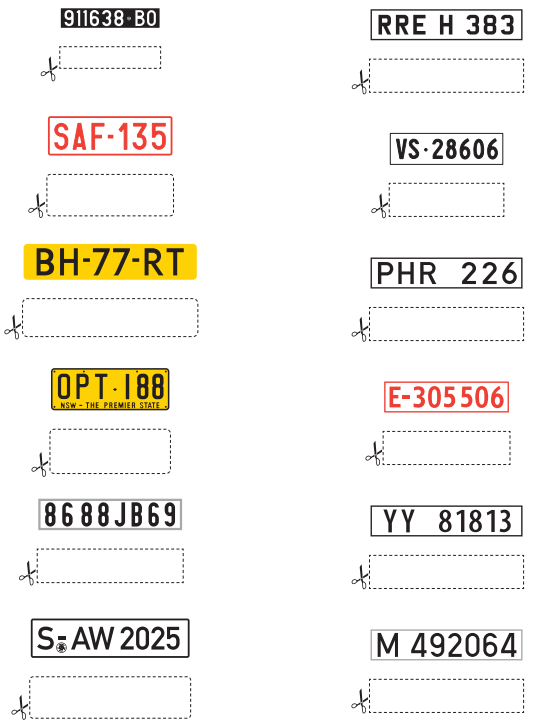 911638-BO
RRE H 383
SAF-135
VS·28606
BH-77-RT
PHR 226
OPT·188
NSW - THE PREMIER STATE
E-305506
8688JB69
YY 81813
S-AW 2025
M 492064